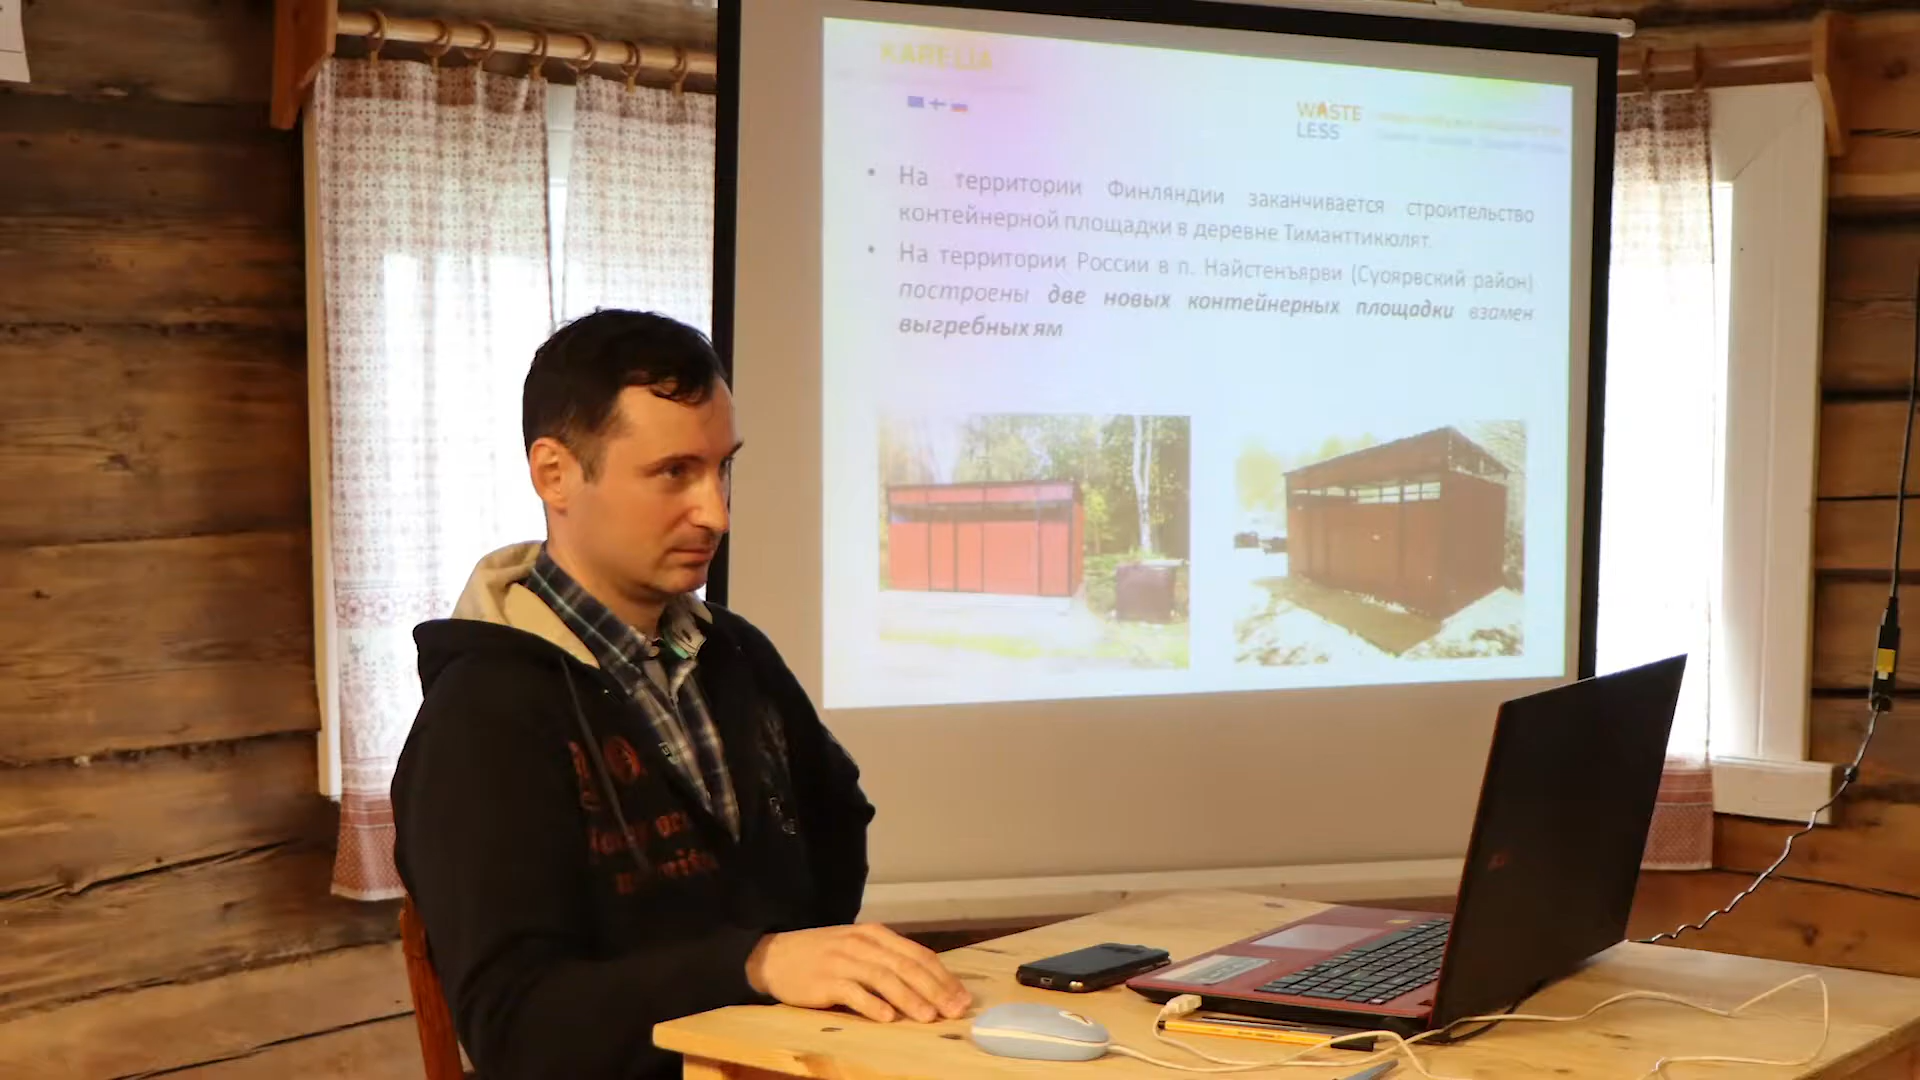 KARELIA
WASTE
LESS
• На территории Финляндии заканчивается строительство
контейнерной площадки в деревне Тиманттикюлят.
• На территории России в п. Найстенъярви (Суоярвский район)
построены две новых контейнерных площадки взамен
выгребных ям